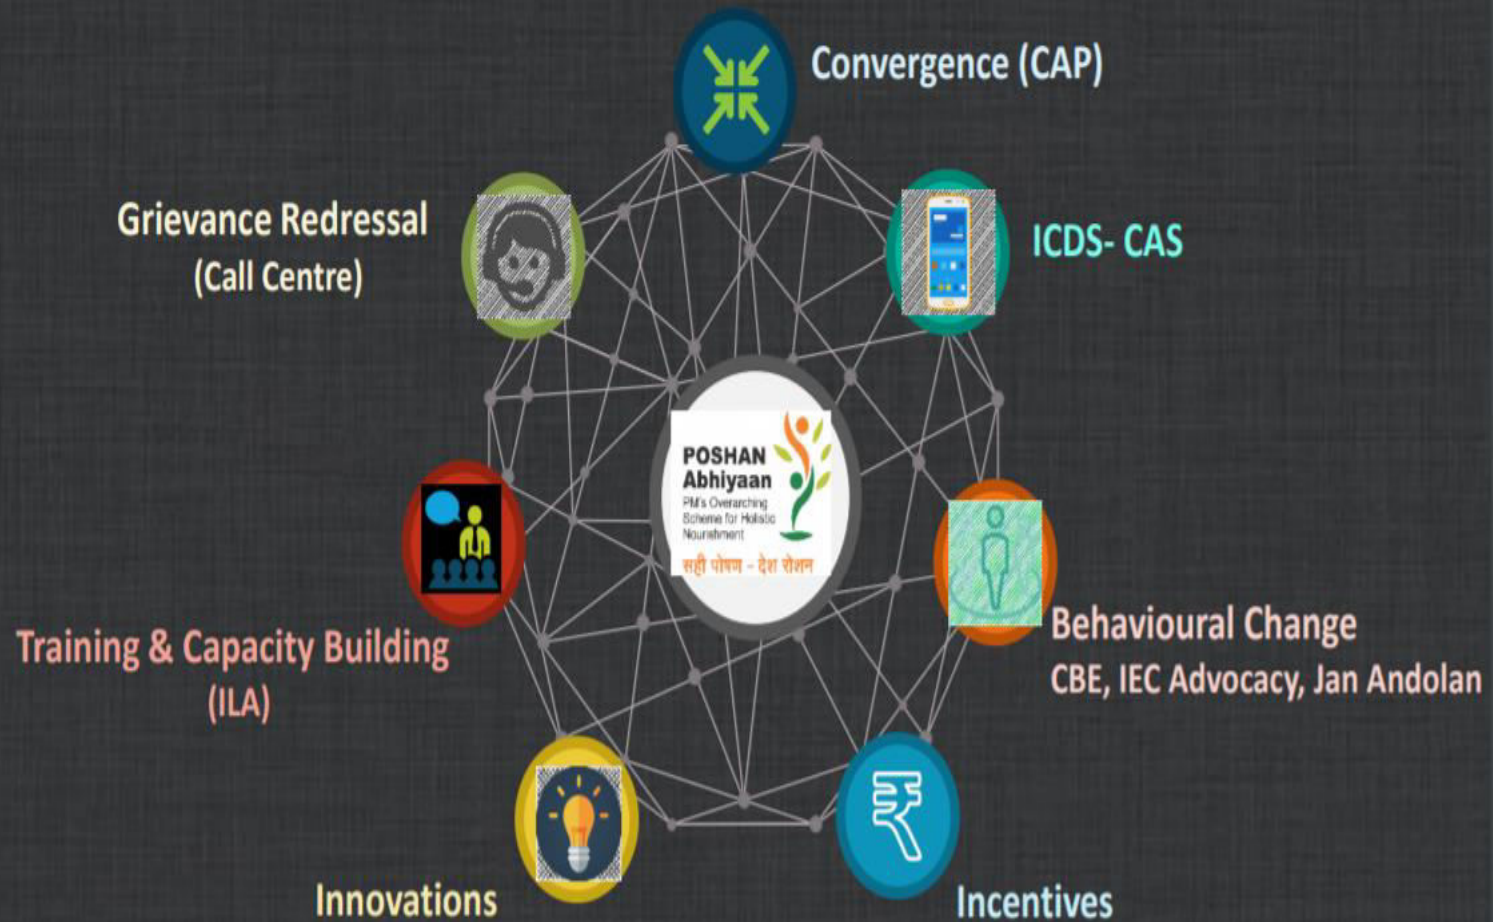 Convergence (CAP)
Grievance Redressal
(Call Centre)
ICDS- CAS
POSHAN
Abhiyaan
PM's Overarching
Scheme for Holistic
Nourishment
सही पोषण - देश रोशन
Training & Capacity Building
(ILA)
Behavioural Change
CBE, IEC Advocacy, Jan Andolan
Innovations
Incentives